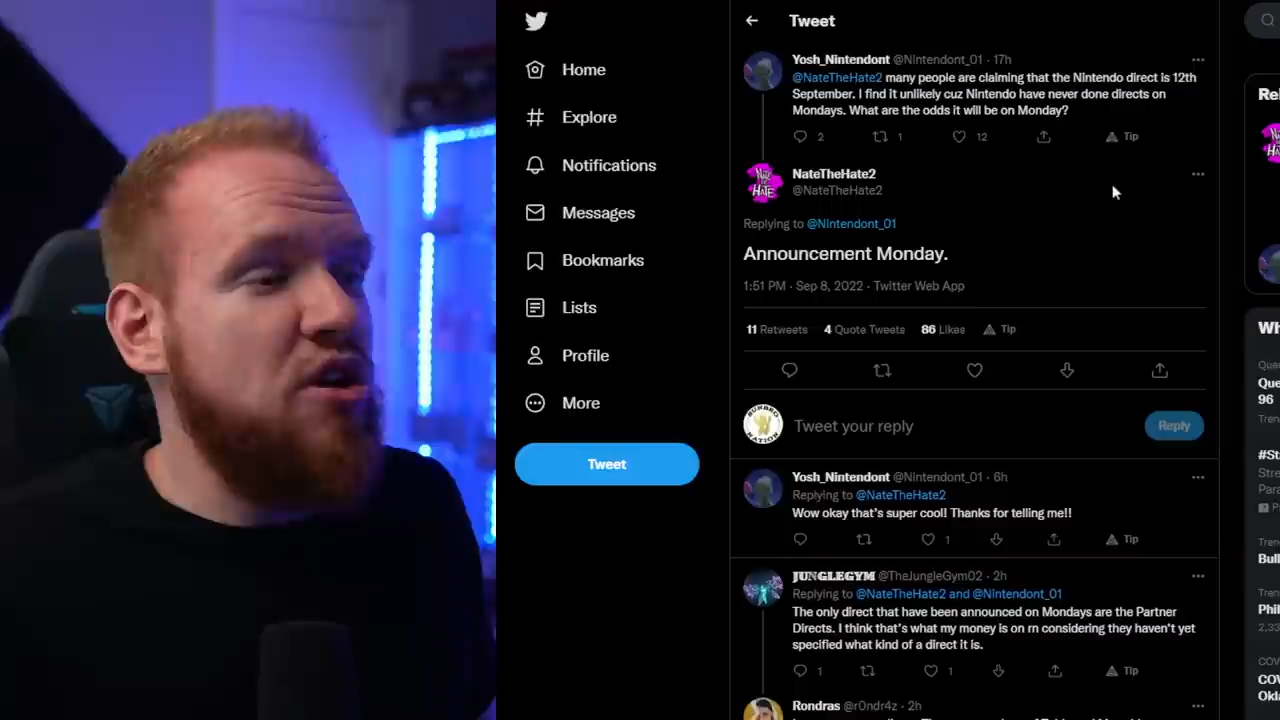 Tweet
Home
Explore
Notifications
Messages
Bookmarks
Lists
Profile
More
Tweet
Yosh_Nintendont @Nintendont_01 · 17h
@NateTheHate2 many people are claiming that the Nintendo direct is 12th
September. I find it unlikely cuz Nintendo have never done directs on
Mondays. What are the odds it will be on Monday?
2 1 12 Tip
NATE THE HATE
NateTheHate2
@NateTheHate2
Replying to @Nintendont_01
Announcement Monday.
1:51 PM · Sep 8, 2022 · Twitter Web App
11 Retweets 4 Quote Tweets 86 Likes Tip
Tweet your reply
Reply
Yosh_Nintendont @Nintendont_01 · 6h
Replying to @NateTheHate2
Wow okay that's super cool! Thanks for telling me!!
1 Tip
JUNGLEGYM @TheJungleGym02 · 2h
Replying to @NateTheHate2 and @Nintendont_01
The only direct that have been announced on Mondays are the Partner
Directs. I think that's what my money is on rn considering they haven't yet
specified what kind of a direct it is.
1 1 Tip
Rondras @r0ndr4z · 2h